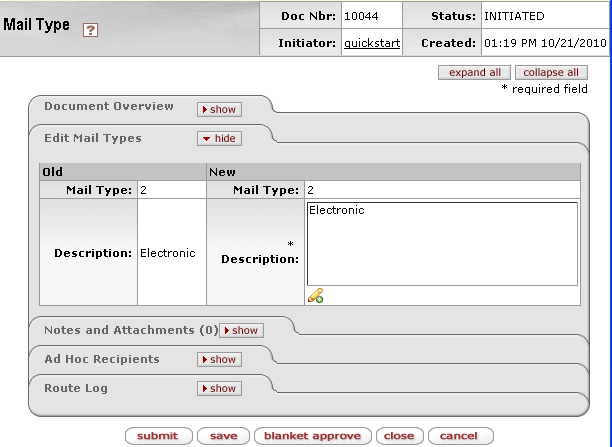 Mail Type ?
Doc Nbr: 10044 Status: INITIATED
Initiator: quickstart Created: 01:19 PM 10/21/2010
expand all collapse all
* required field
Document Overview show
Edit Mail Types hide
Old New
Mail Type: 2 Mail Type: 2
Description: Electronic * Description: Electronic
Notes and Attachments (0) show
Ad Hoc Recipients show
Route Log show
submit save blanket approve close cancel